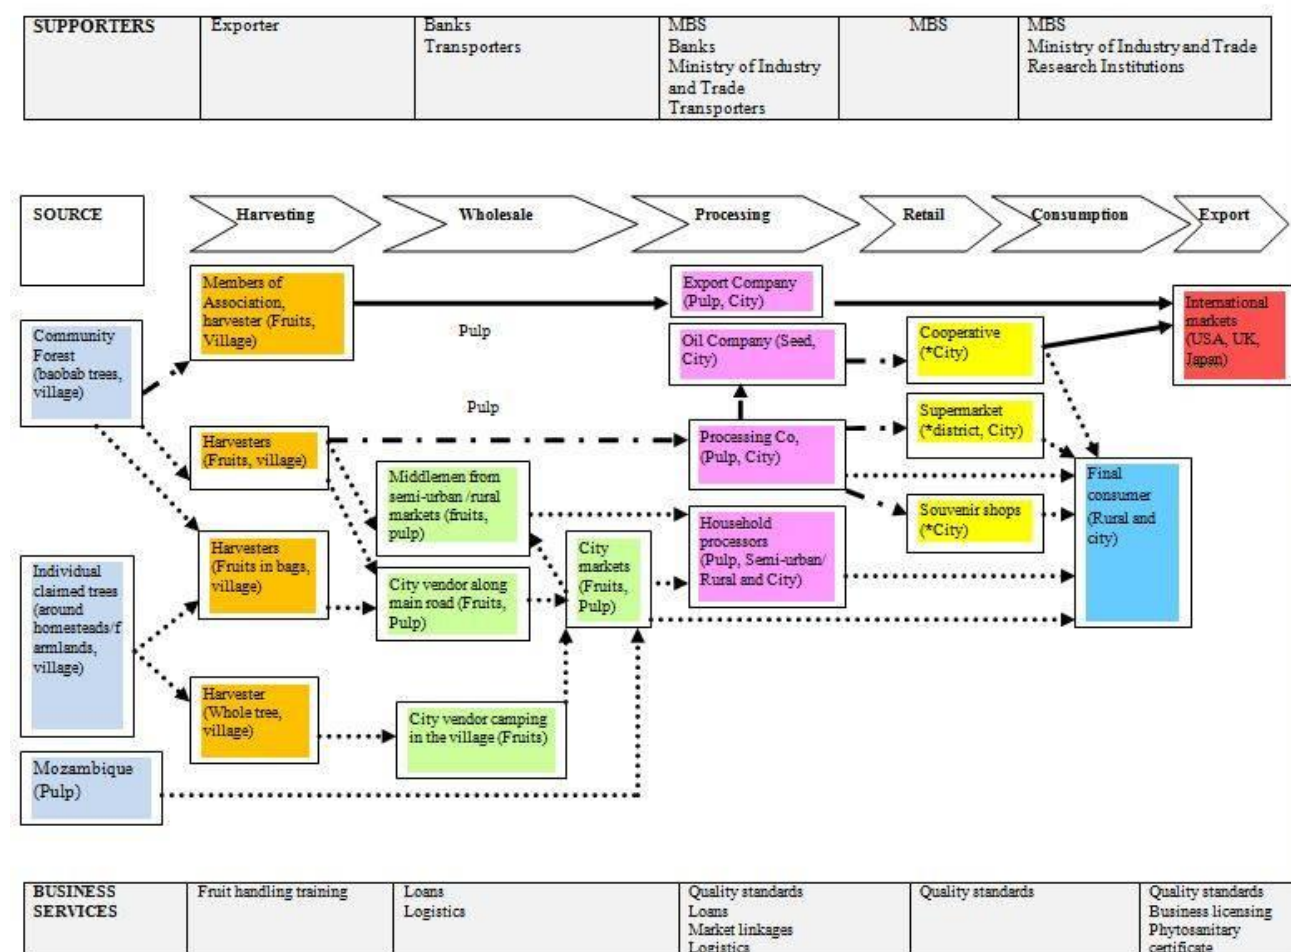 SUPPORTERS
Exporter
Banks
Transporters
MBS
Banks
Ministry of Industry
and Trade
Transporters
MBS
MBS
Ministry of Industry and Trade
Research Institutions
SOURCE
Harvesting
Wholesale
Processing
Retail
Consumption
Export
Members of
Association,
harvester (Fruits,
Village)
Export Company
(Pulp, City)
International
markets
(USA, UK,
Japan)
Community
Forest
(baobab trees,
village)
Pulp
Oil Company (Seed,
City)
Cooperative
(*City)
Pulp
Harvesters
(Fruits, village)
Processing Co,
(Pulp, City)
Supermarket
(*district, City)
Middlemen from
semi-urban /rural
markets (fruits,
pulp)
Final
consumer
(Rural and
city)
Souvenir shops
(*City)
Harvesters
(Fruits in bags,
village)
City
markets
(Fruits,
Pulp)
Household
processors
(Pulp, Semi-urban/
Rural and City)
Individual
claimed trees
(around
homesteads/f
armlands,
village)
City vendor along
main road (Fruits,
Pulp)
Harvester
(Whole tree,
village)
City vendor camping
in the village (Fruits)
Mozambique
(Pulp)
BUSINESS
SERVICES
Fruit handling training
Loans
Logistics
Quality standards
Loans
Market linkages
Logistics
Quality standards
Quality standards
Business licensing
Phytosanitary
certificate